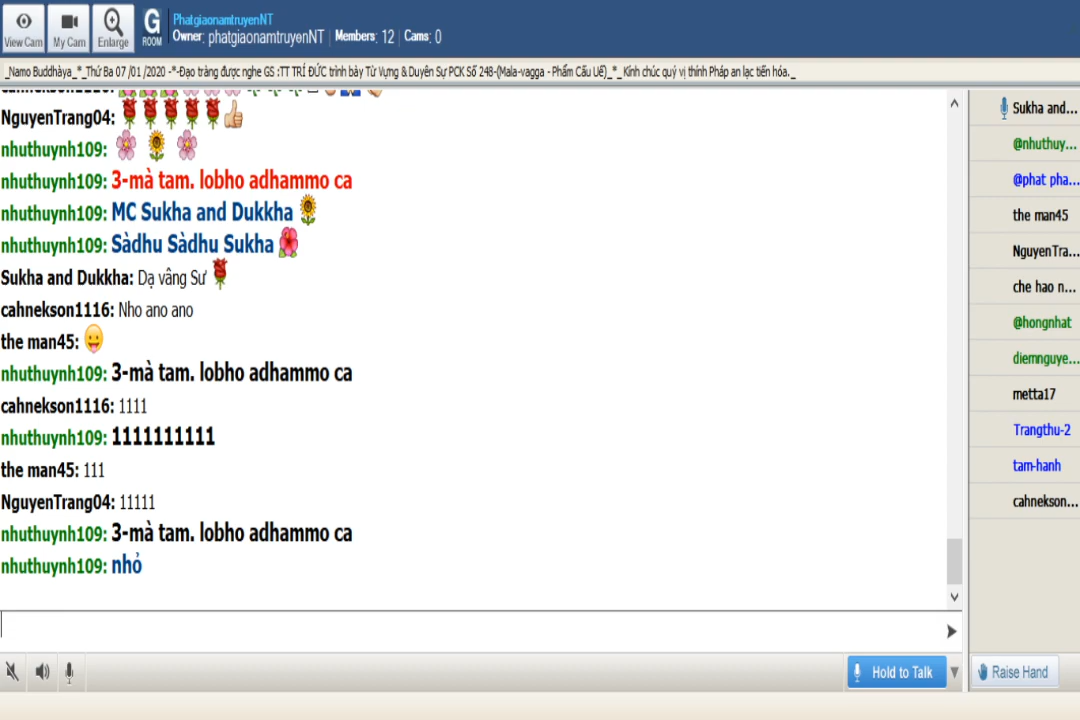 View Cam My Cam Enlarge G ROOM
PhatgiaonamtruyenNT
Owner: phatgiaonamtruyenNT Members: 12 Cams: 0
_Namo Buddhàya_*_Thứ Ba 07 /01 /2020 -*-Đạo tràng được nghe GS :TT TRÍ ĐỨC trình bày Từ Vựng & Duyên Sự PCK Số 248-(Mala-vagga - Phẩm Cấu Uế)_*_ Kính chúc quý vị thính Pháp an lạc tiến hóa._
cahnekson1116:
NguyenTrang04:
nhuthuynh109:
nhuthuynh109: 3-mà tam. lobho adhammo ca
nhuthuynh109: MC Sukha and Dukkha
nhuthuynh109: Sàdhu Sàdhu Sukha
Sukha and Dukkha: Dạ vâng Sư
cahnekson1116: Nho ano ano
the man45:
nhuthuynh109: 3-mà tam. lobho adhammo ca
cahnekson1116: 1111
nhuthuynh109: 1111111111
the man45: 111
NguyenTrang04: 11111
nhuthuynh109: 3-mà tam. lobho adhammo ca
nhuthuynh109: nhỏ
Sukha and...
@nhuthuy...
@phat pha...
the man45
NguyenTra...
che hao n...
@hongnhat
diemnguye...
metta17
Trangthu-2
tam-hanh
cahnekson...
Hold to Talk
Raise Hand